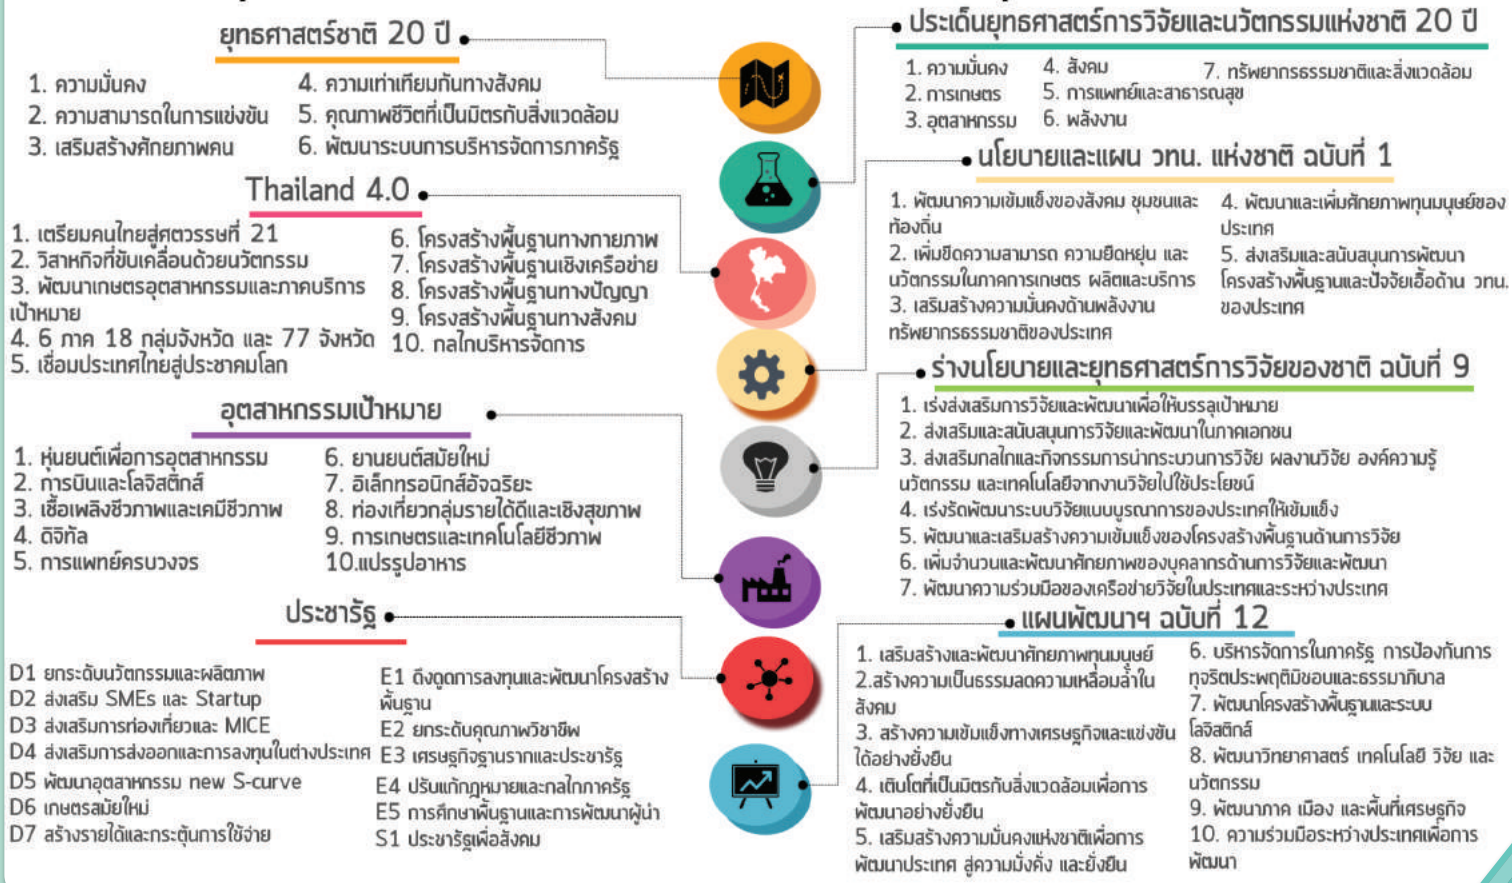 ยุทธศาสตร์ชาติ 20 ปี
1. ความมั่นคง
2. ความสามารถในการแข่งขัน
3. เสริมสร้างศักยภาพคน
4. ความเท่าเทียมกันทางสังคม
5. คุณภาพชีวิตที่เป็นมิตรกับสิ่งแวดล้อม
6. พัฒนาระบบการบริหารจัดการภาครัฐ
Thailand 4.0
1. เตรียมคนไทยสู่ศตวรรษที่ 21
2. วิสาหกิจที่ขับเคลื่อนด้วยนวัตกรรม
3. พัฒนาเกษตรอุตสาหกรรมและภาคบริการ
เป้าหมาย
4. 6 ภาค 18 กลุ่มจังหวัด และ 77 จังหวัด
5. เชื่อมประเทศไทยสู่ประชาคมโลก
6. โครงสร้างพื้นฐานทางกายภาพ
7. โครงสร้างพื้นฐานเชิงเครือข่าย
8. โครงสร้างพื้นฐานทางปัญญา
9. โครงสร้างพื้นฐานทางสังคม
10. กลไกบริหารจัดการ
อุตสาหกรรมเป้าหมาย
1. หุ่นยนต์เพื่อการอุตสาหกรรม
2. การบินและโลจิสติกส์
3. เชื้อเพลิงชีวภาพและเคมีชีวภาพ
4. ดิจิทัล
5. การแพทย์ครบวงจร
6. ยานยนต์สมัยใหม่
7. อิเล็กทรอนิกส์อัจฉริยะ
8. ท่องเที่ยวกลุ่มรายได้ดีและเชิงสุขภาพ
9. การเกษตรและเทคโนโลยีชีวภาพ
10.แปรรูปอาหาร
ประชารัฐ
D1 ยกระดับนวัตกรรมและผลิตภาพ
D2 ส่งเสริม SMEs และ Startup
D3 ส่งเสริมการท่องเที่ยวและ MICE
D4 ส่งเสริมการส่งออกและการลงทุนในต่างประเทศ
D5 พัฒนาอุตสาหกรรม new S-curve
D6 เกษตรสมัยใหม่
D7 สร้างรายได้และกระตุ้นการใช้จ่าย
E1 ดึงดูดการลงทุนและพัฒนาโครงสร้าง
พื้นฐาน
E2 ยกระดับคุณภาพวิชาชีพ
E3 เศรษฐกิจฐานรากและประชารัฐ
E4 ปรับแก้กฎหมายและกลไกภาครัฐ
E5 การศึกษาพื้นฐานและการพัฒนาผู้นำ
S1 ประชารัฐเพื่อสังคม
ประเด็นยุทธศาสตร์การวิจัยและนวัตกรรมแห่งชาติ 20 ปี
1. ความมั่นคง
2. การเกษตร
3. อุตสาหกรรม
4. สังคม
5. การแพทย์และสาธารณสุข
6. พลังงาน
7. ทรัพยากรธรรมชาติและสิ่งแวดล้อม
นโยบายและแผน วทน. แห่งชาติ ฉบับที่ 1
1. พัฒนาความเข้มแข็งของสังคม ชุมชนและ
ท้องถิ่น
2. เพิ่มขีดความสามารถ ความยืดหยุ่น และ
นวัตกรรมในภาคการเกษตร ผลิตและบริการ
3. เสริมสร้างความมั่นคงด้านพลังงาน
ทรัพยากรธรรมชาติของประเทศ
4. พัฒนาและเพิ่มศักยภาพทุนมนุษย์ของ
ประเทศ
5. ส่งเสริมและสนับสนุนการพัฒนา
โครงสร้างพื้นฐานและปัจจัยเอื้อด้าน วทน.
ของประเทศ
ร่างนโยบายและยุทธศาสตร์การวิจัยของชาติ ฉบับที่ 9
1. เร่งส่งเสริมการวิจัยและพัฒนาเพื่อให้บรรลุเป้าหมาย
2. ส่งเสริมและสนับสนุนการวิจัยและพัฒนาในภาคเอกชน
3. ส่งเสริมกลไกและกิจกรรมการนำกระบวนการวิจัย ผลงานวิจัย องค์ความรู้
นวัตกรรม และเทคโนโลยีจากงานวิจัยไปใช้ประโยชน์
4. เร่งรัดพัฒนาระบบวิจัยแบบบูรณาการของประเทศให้เข้มแข็ง
5. พัฒนาและเสริมสร้างความเข้มแข็งของโครงสร้างพื้นฐานด้านการวิจัย
6. เพิ่มจำนวนและพัฒนาศักยภาพของบุคลากรด้านการวิจัยและพัฒนา
7. พัฒนาความร่วมมือของเครือข่ายวิจัยในประเทศและระหว่างประเทศ
แผนพัฒนาฯ ฉบับที่ 12
1. เสริมสร้างและพัฒนาศักยภาพทุนมนุษย์
2.สร้างความเป็นธรรมลดความเหลื่อมล้ำใน
สังคม
3. สร้างความเข้มแข็งทางเศรษฐกิจและแข่งขัน
ได้อย่างยั่งยืน
4. เติบโตที่เป็นมิตรกับสิ่งแวดล้อมเพื่อการ
พัฒนาอย่างยั่งยืน
5. เสริมสร้างความมั่นคงแห่งชาติเพื่อการ
พัฒนาประเทศ สู่ความมั่งคั่ง และยั่งยืน
6. บริหารจัดการในภาครัฐ การป้องกันการ
ทุจริตประพฤติมิชอบและธรรมาภิบาล
7. พัฒนาโครงสร้างพื้นฐานและระบบ
โลจิสติกส์
8. พัฒนาวิทยาศาสตร์ เทคโนโลยี วิจัย และ
นวัตกรรม
9. พัฒนาภาค เมือง และพื้นที่เศรษฐกิจ
10. ความร่วมมือระหว่างประเทศเพื่อการ
พัฒนา